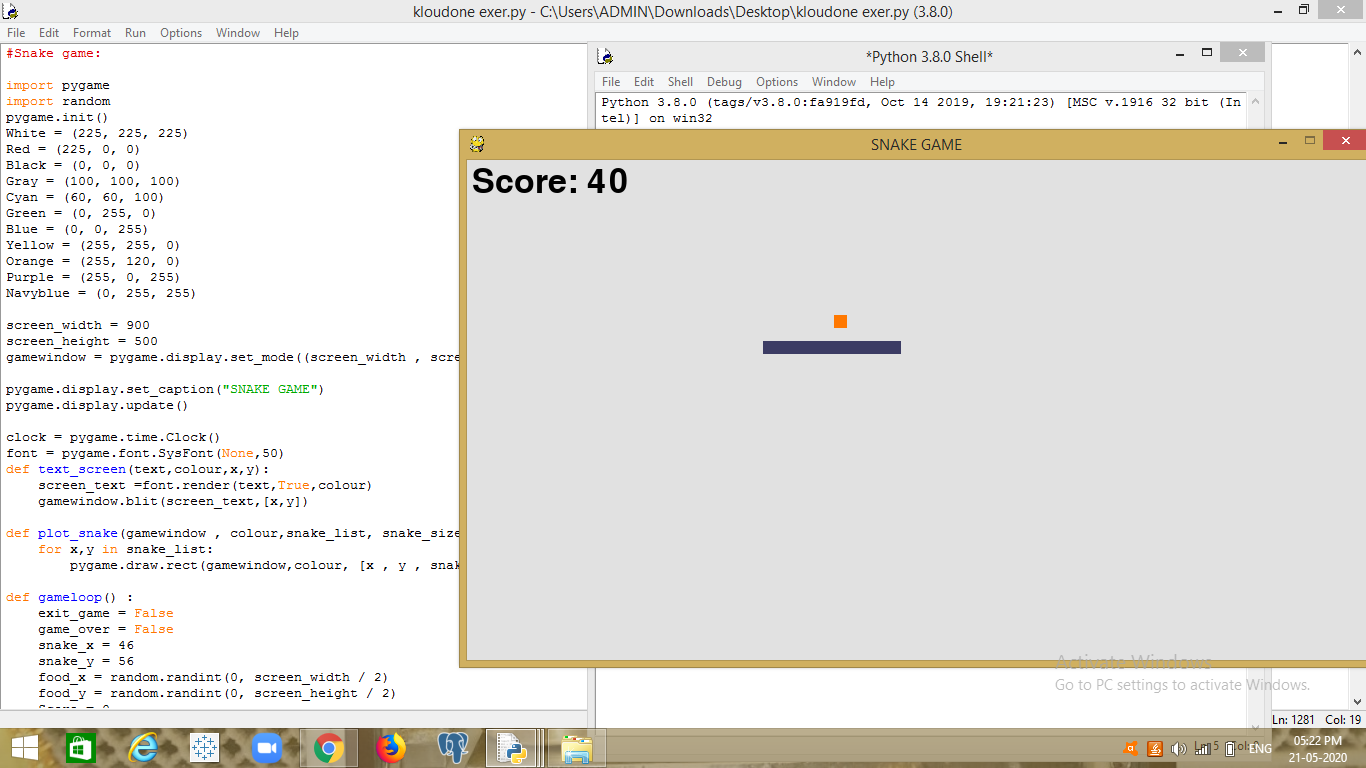 kloudone exer.py - C:\Users\ADMIN\Downloads\Desktop\kloudone exer.py (3.8.0)
File Edit Format Run Options Window Help
#Snake game:
import pygame
import random
pygame.init()
White = (225, 225, 225)
Red = (225, 0, 0)
Black = (0, 0, 0)
Gray = (100, 100, 100)
Cyan = (60, 60, 100)
Green = (0, 255, 0)
Blue = (0, 0, 255)
Yellow = (255, 255, 0)
Orange = (255, 120, 0)
Purple = (255, 0, 255)
Navyblue = (0, 255, 255)
screen_width = 900
screen_height = 500
gamewindow = pygame.display.set_mode((screen_width , scre
pygame.display.set_caption("SNAKE GAME")
pygame.display.update()
clock = pygame.time.Clock()
font = pygame.font.SysFont(None,50)
def text_screen(text,colour,x,y):
screen_text =font.render(text,True,colour)
gamewindow.blit(screen_text,[x,y])
def plot_snake(gamewindow , colour,snake_list, snake_size
for x,y in snake_list:
pygame.draw.rect(gamewindow,colour, [x , y , snak
def gameloop() :
exit_game = False
game_over = False
snake_x = 46
snake_y = 56
food_x = random.randint(0, screen_width / 2)
food_y = random.randint(0, screen_height / 2)
*Python 3.8.0 Shell*
File Edit Shell Debug Options Window Help
Python 3.8.0 (tags/v3.8.0:fa919fd, Oct 14 2019, 19:21:23) [MSC v.1916 32 bit (In
tel)] on win32
SNAKE GAME
Score: 40
Activate Windows
Go to PC settings to activate Windows.
Ln: 1281 Col: 19
ENG
05:22 PM
21-05-2020